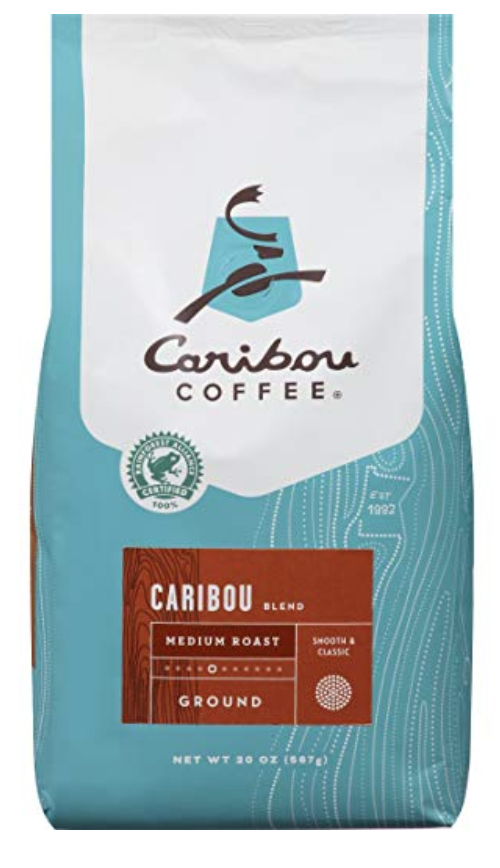 Caribou
COFFEE®
RAINFOREST ALLIANCE
CERTIFIED
100%
EST
1992
CARIBOU BLEND
MEDIUM ROAST
SMOOTH &
CLASSIC
GROUND
NET WT 20 OZ (567g)